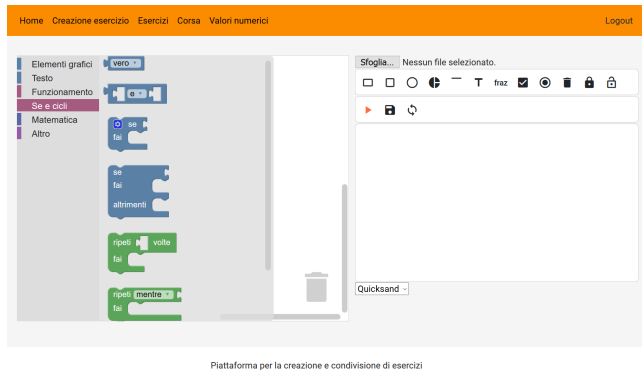 Home Creazione esercizio Esercizi Corsa Valori numerici Logout
Elementi grafici
Testo
Funzionamento
Se e cicli
Matematica
Altro
vero
e
se
fai
se
fai
altrimenti
ripeti volte
fai
ripeti mentre
fai
Sfoglia... Nessun file selezionato.
T fraz
Quicksand
Piattaforma per la creazione e condivisione di esercizi